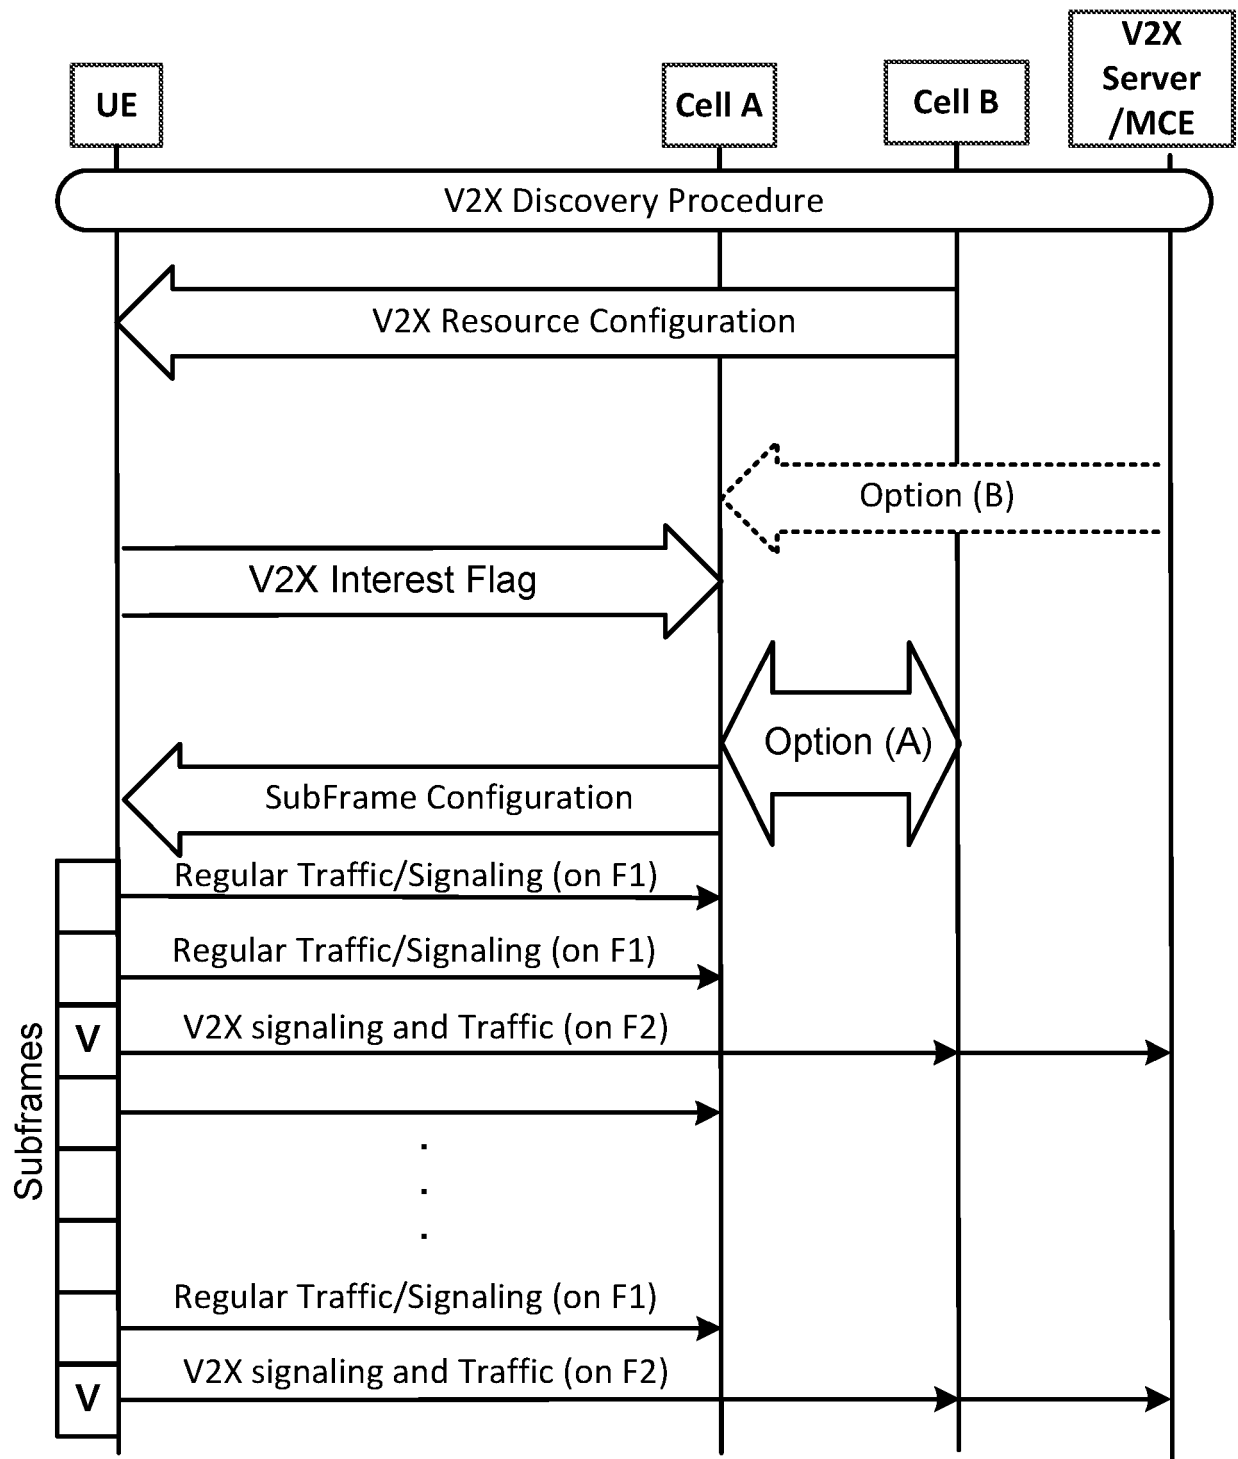 UE
Cell A
Cell B
V2X
Server
/MCE
V2X Discovery Procedure
V2X Resource Configuration
Option (B)
V2X Interest Flag
Option (A)
SubFrame Configuration
Regular Traffic/Signaling (on F1)
Regular Traffic/Signaling (on F1)
V2X signaling and Traffic (on F2)
V
Subframes
.
.
.
Regular Traffic/Signaling (on F1)
V2X signaling and Traffic (on F2)
V